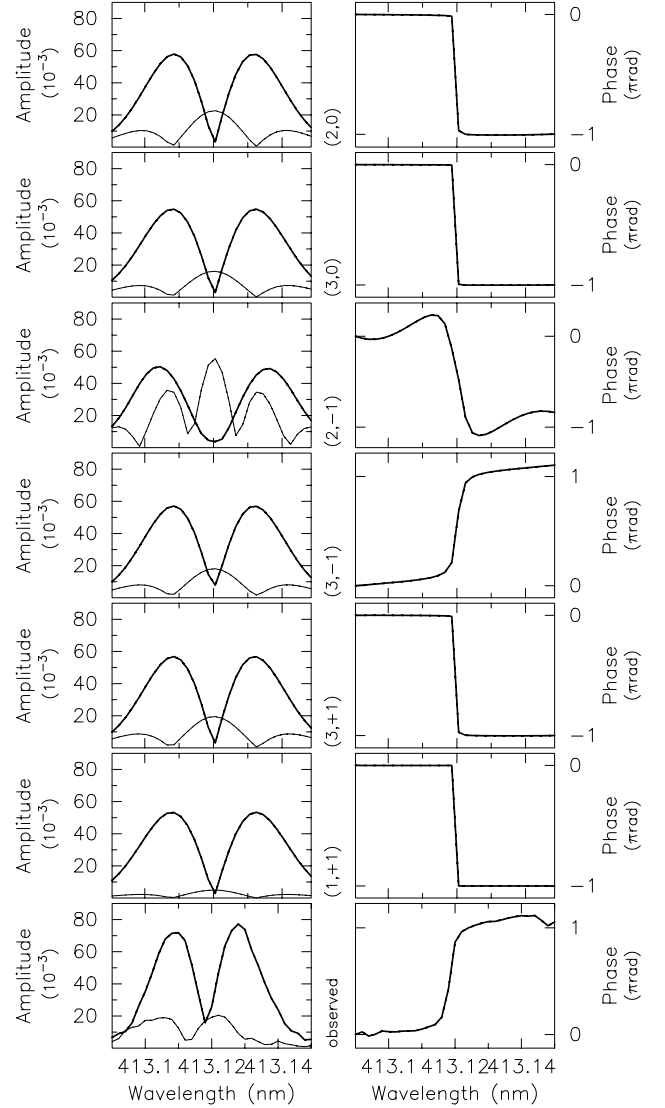 Amplitude (10⁻³) 80 60 40 20 (2,0) 0 −1 Phase (πrad)
Amplitude (10⁻³) 80 60 40 20 (3,0) 0 −1 Phase (πrad)
Amplitude (10⁻³) 80 60 40 20 (2,−1) 0 −1 Phase (πrad)
Amplitude (10⁻³) 80 60 40 20 (3,−1) 1 0 Phase (πrad)
Amplitude (10⁻³) 80 60 40 20 (3,+1) 0 −1 Phase (πrad)
Amplitude (10⁻³) 80 60 40 20 (1,+1) 0 −1 Phase (πrad)
Amplitude (10⁻³) 80 60 40 20 observed 1 0 Phase (πrad)
413.1 413.12 413.14 413.1 413.12 413.14
Wavelength (nm) Wavelength (nm)